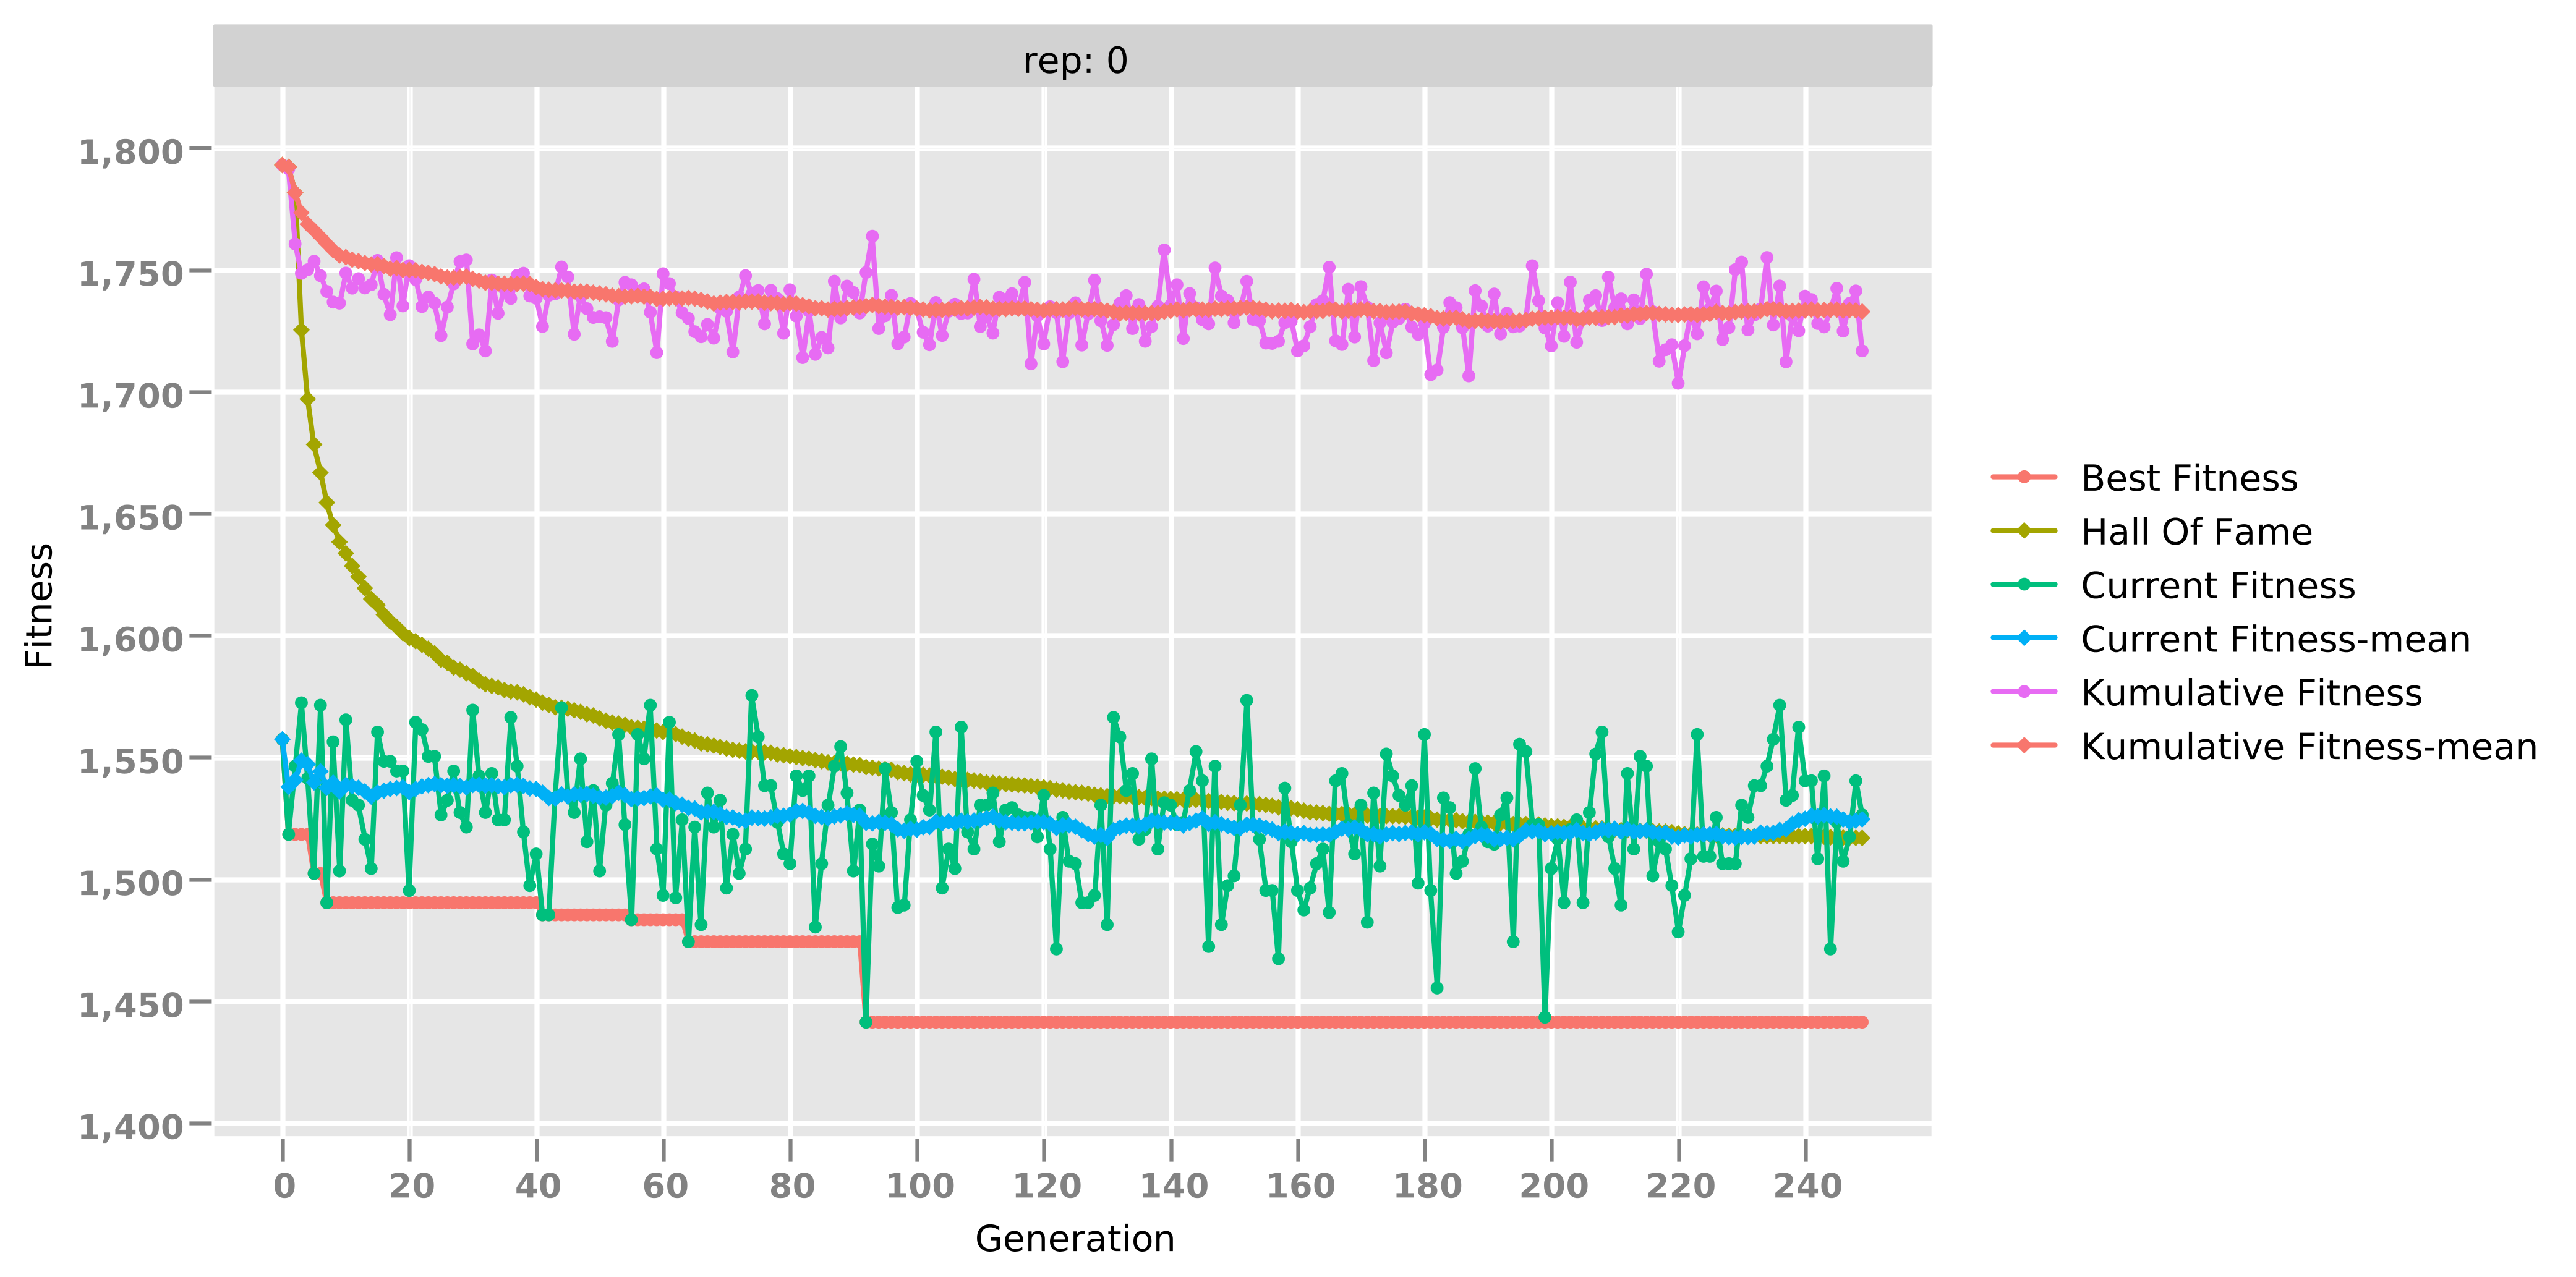 rep: 0
1,800
1,750
1,700
1,650
1,600
1,550
1,500
1,450
1,400
Fitness
0 20 40 60 80 100 120 140 160 180 200 220 240
Generation
Best Fitness
Hall Of Fame
Current Fitness
Current Fitness-mean
Kumulative Fitness
Kumulative Fitness-mean